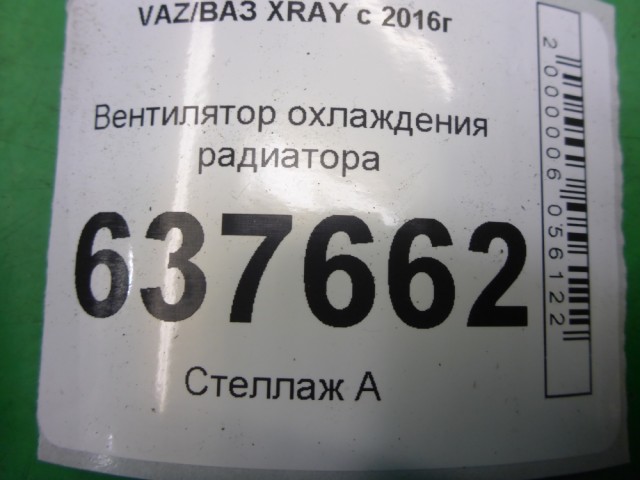 VAZ/ВАЗ XRAY с 2016г
Вентилятор охлаждения
радиатора
637662
Стеллаж А
2000006056122